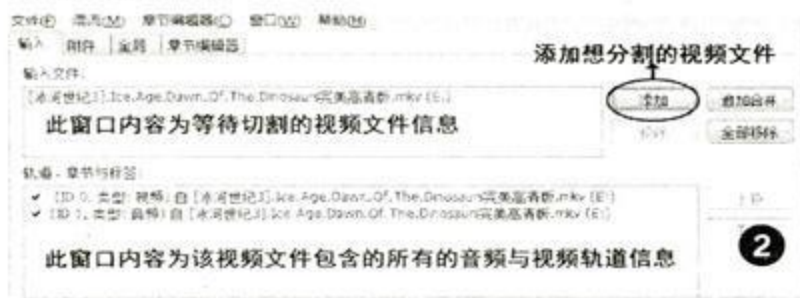 文件(F) 混流(M) 章节编辑器(C) 窗口(W) 帮助(H)
输入 附件 全局 章节编辑器
添加想分割的视频文件
输入文件:
[冰河世纪3].Ice.Age.Dawn.Of.The.Dinosaurs完美高清版.mkv (E:)
添加 追加合并
此窗口内容为等待切割的视频文件信息
移除 全部移除
轨道、章节与标签:
✔ (ID 0, 类型: 视频) 自 [冰河世纪3].Ice.Age.Dawn.Of.The.Dinosaurs完美高清版.mkv (E:)
✔ (ID 1, 类型: 音频) 自 [冰河世纪3].Ice.Age.Dawn.Of.The.Dinosaurs完美高清版.mkv (E:)
上移
2
此窗口内容为该视频文件包含的所有的音频与视频轨道信息